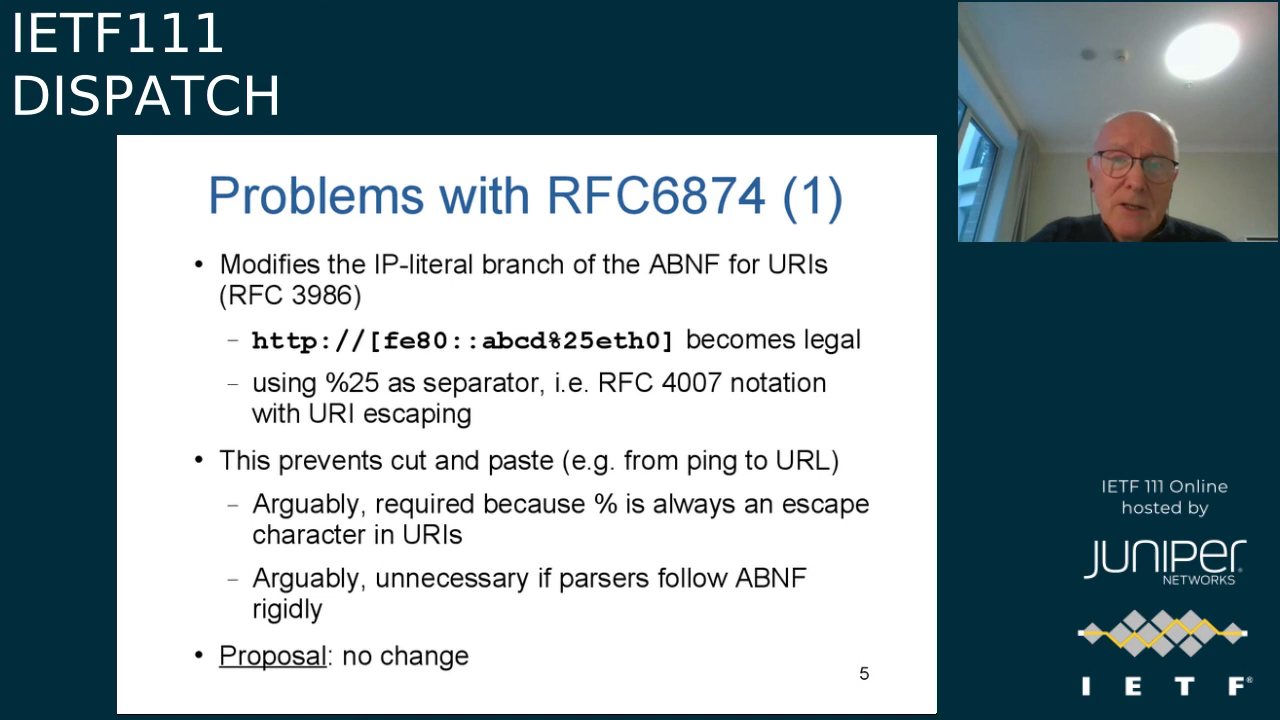 IETF111
DISPATCH
Problems with RFC6874 (1)
• Modifies the IP-literal branch of the ABNF for URIs
(RFC 3986)
– http://[fe80::abcd%25eth0] becomes legal
– using %25 as separator, i.e. RFC 4007 notation
with URI escaping
• This prevents cut and paste (e.g. from ping to URL)
– Arguably, required because % is always an escape
character in URIs
– Arguably, unnecessary if parsers follow ABNF
rigidly
• Proposal: no change
5
IETF 111 Online
hosted by
JUNIPER
NETWORKS
I E T F®